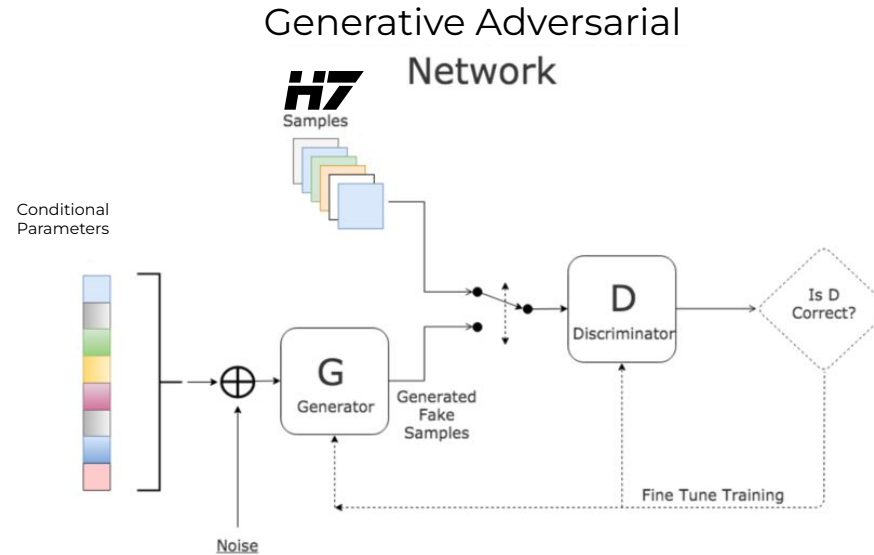 Generative Adversarial
Network
H7
Samples
Conditional
Parameters
Is D
Correct?
D
Discriminator
G
Generator
Generated
Fake
Samples
Fine Tune Training
Noise